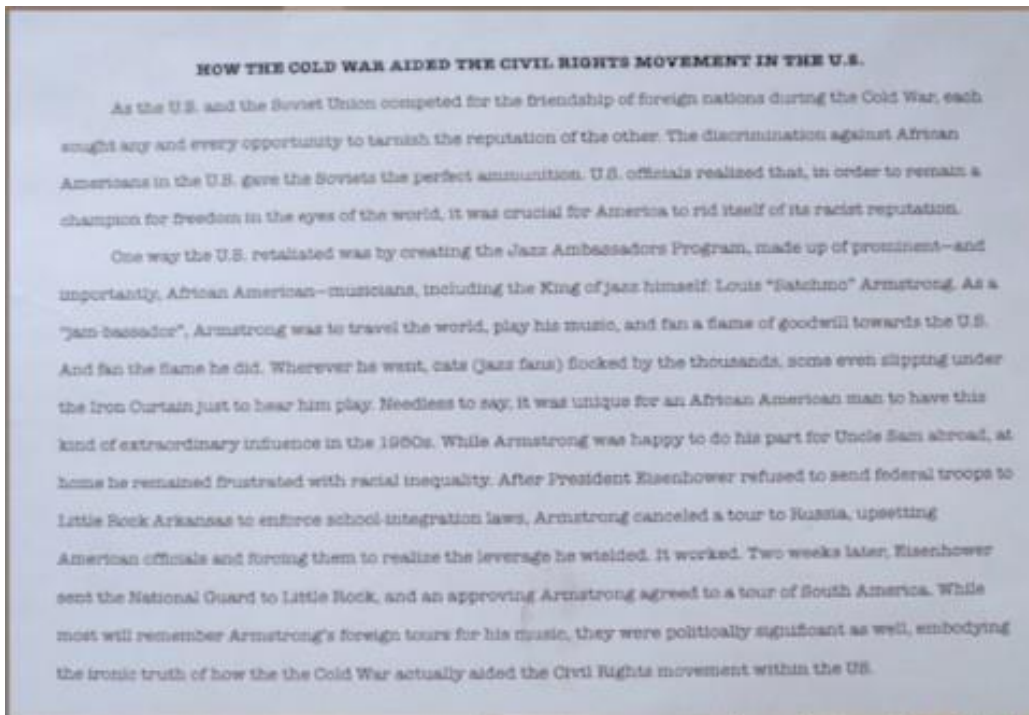 HOW THE COLD WAR AIDED THE CIVIL RIGHTS MOVEMENT IN THE U.S.
As the U.S. and the Soviet Union competed for the friendship of foreign nations during the Cold War, each
sought any and every opportunity to tarnish the reputation of the other. The discrimination against African
Americans in the U.S. gave the Soviets the perfect ammunition. U.S. officials realized that, in order to remain a
champion for freedom in the eyes of the world, it was crucial for America to rid itself of its racist reputation.
One way the U.S. retaliated was by creating the Jazz Ambassadors Program, made up of prominent—and
importantly, African American—musicians, including the King of jazz himself: Louis "Satchmo" Armstrong. As a
"jam-bassador", Armstrong was to travel the world, play his music, and fan a flame of goodwill towards the U.S.
And fan the flame he did. Wherever he went, cats (jazz fans) flocked by the thousands, some even slipping under
the Iron Curtain just to hear him play. Needless to say, it was unique for an African American man to have this
kind of extraordinary influence in the 1950s. While Armstrong was happy to do his part for Uncle Sam abroad, at
home he remained frustrated with racial inequality. After President Eisenhower refused to send federal troops to
Little Rock Arkansas to enforce school-integration laws, Armstrong canceled a tour to Russia, upsetting
American officials and forcing them to realize the leverage he wielded. It worked. Two weeks later, Eisenhower
sent the National Guard to Little Rock, and an approving Armstrong agreed to a tour of South America. While
most will remember Armstrong's foreign tours for his music, they were politically significant as well, embodying
the ironic truth of how the the Cold War actually aided the Civil Rights movement within the US.